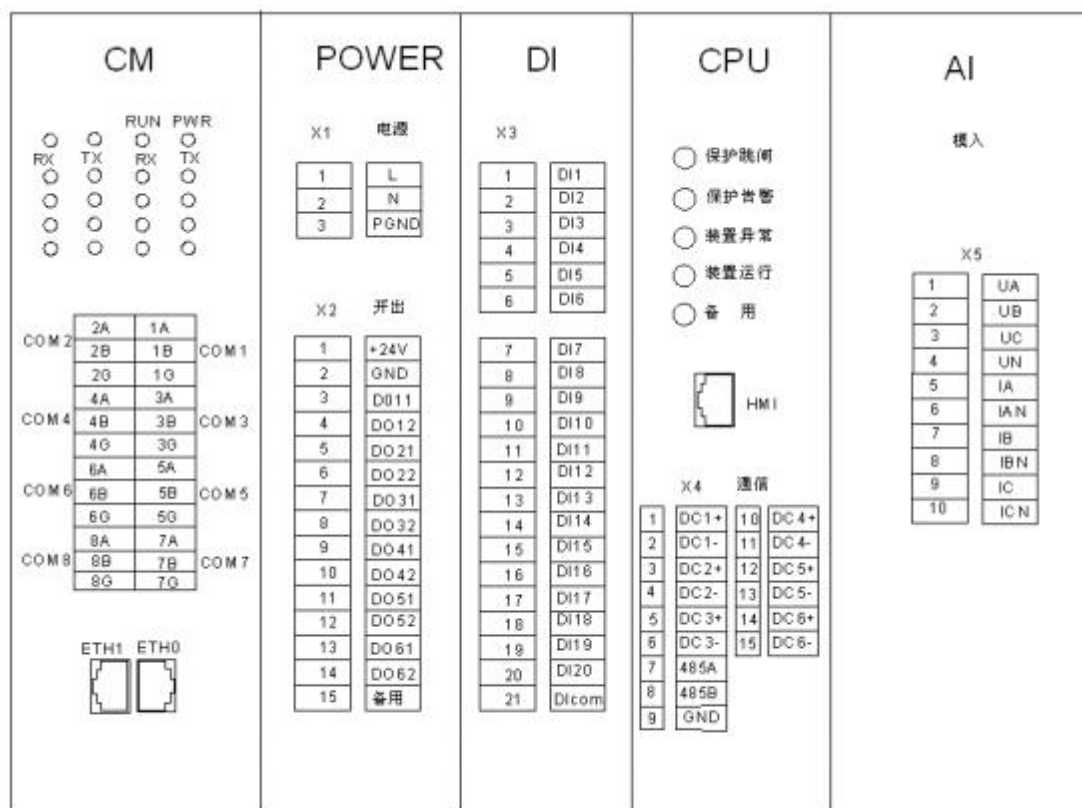 CM
RUN PWR
RX TX RX TX
2A 1A
COM2 COM1
2B 1B
2G 1G
4A 3A
COM4 4B 3B COM3
4G 3G
6A 5A
COM6 6B 5B COM5
6G 5G
8A 7A
COM8 8B 7B COM7
8G 7G
ETH1 ETH0
POWER
X1 电源
1 L
2 N
3 PGND
X2 开出
1 +24V
2 GND
3 D011
4 DO12
5 DO21
6 DO22
7 DO31
8 DO32
9 DO41
10 DO42
11 DO51
12 DO52
13 DO61
14 DO62
15 备用
DI
X3
1 DI1
2 DI2
3 DI3
4 DI4
5 DI5
6 DI6
7 DI7
8 DI8
9 DI9
10 DI10
11 DI11
12 DI12
13 DI13
14 DI14
15 DI15
16 DI16
17 DI17
18 DI18
19 DI19
20 DI20
21 DIcom
CPU
保护跳闸
保护告警
装置异常
装置运行
备 用
HMI
X4 通信
1 DC1+ 10 DC4+
2 DC1- 11 DC4-
3 DC2+ 12 DC5+
4 DC2- 13 DC5-
5 DC3+ 14 DC6+
6 DC3- 15 DC6-
7 485A
8 485B
9 GND
AI
模入
X5
1 UA
2 UB
3 UC
4 UN
5 IA
6 IAN
7 IB
8 IBN
9 IC
10 ICN